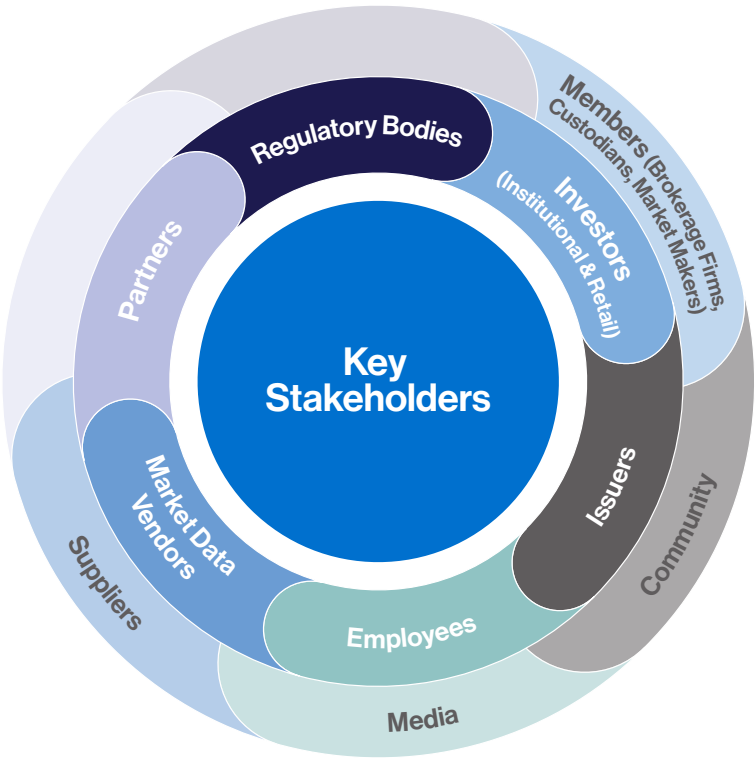 Key
Stakeholders
Regulatory Bodies
Investors
(Institutional & Retail)
Issuers
Employees
Market Data
Vendors
Partners
Members (Brokerage Firms,
Custodians, Market Makers)
Community
Media
Suppliers